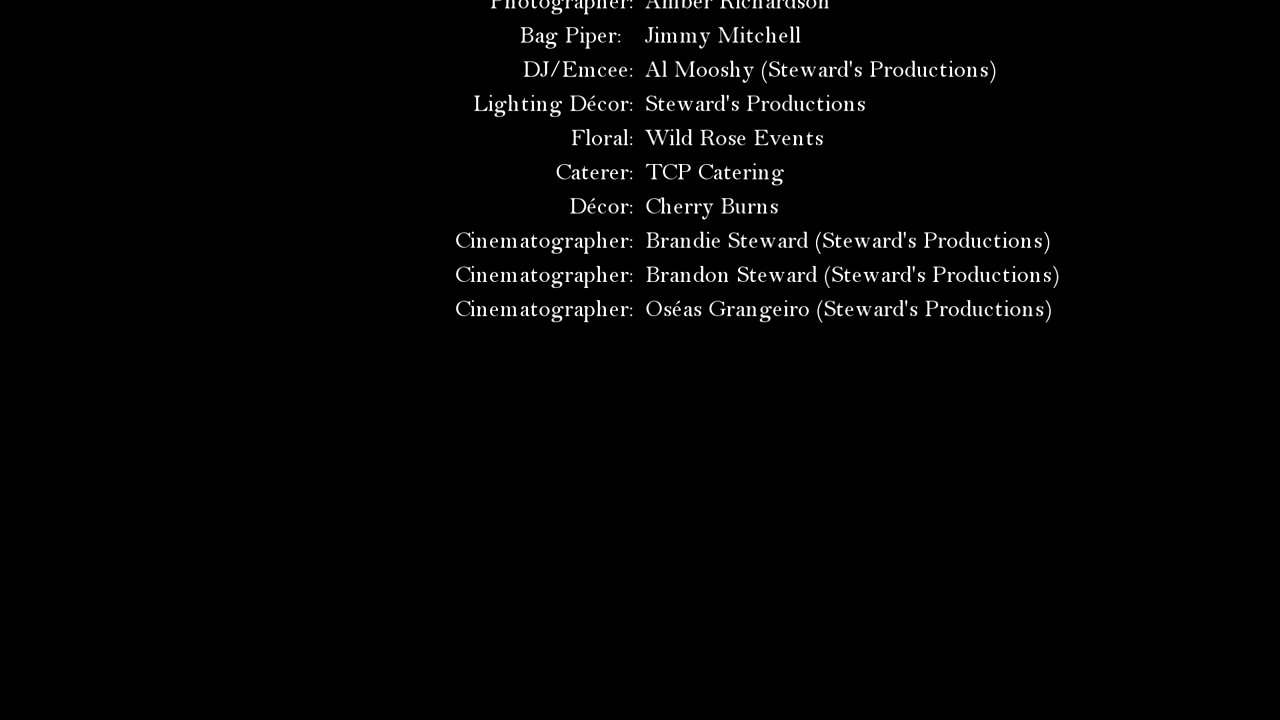 Photographer: Amber Richardson
Bag Piper: Jimmy Mitchell
DJ/Emcee: Al Mooshy (Steward's Productions)
Lighting Décor: Steward's Productions
Floral: Wild Rose Events
Caterer: TCP Catering
Décor: Cherry Burns
Cinematographer: Brandie Steward (Steward's Productions)
Cinematographer: Brandon Steward (Steward's Productions)
Cinematographer: Oséas Grangeiro (Steward's Productions)